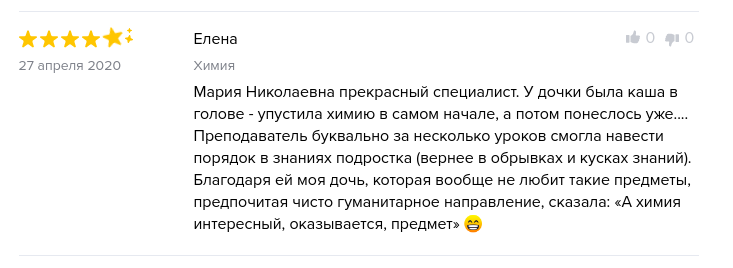 Елена
0 0
27 апреля 2020
Химия
Мария Николаевна прекрасный специалист. У дочки была каша в
голове - упустила химию в самом начале, а потом понеслось уже....
Преподаватель буквально за несколько уроков смогла навести
порядок в знаниях подростка (вернее в обрывках и кусках знаний).
Благодаря ей моя дочь, которая вообще не любит такие предметы,
предпочитая чисто гуманитарное направление, сказала: «А химия
интересный, оказывается, предмет» 😁